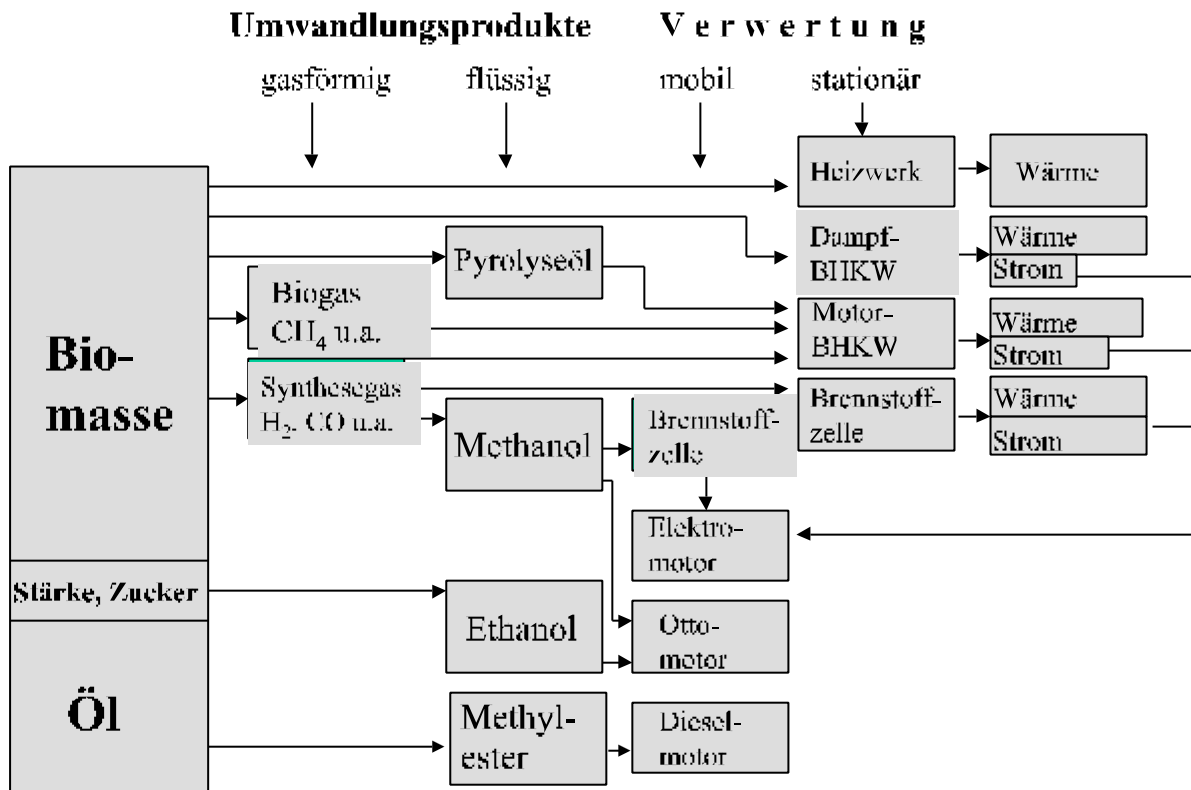 Umwandlungsprodukte V e r w e r t u n g
gasförmig flüssig mobil stationär
Heizwerk Wärme
Dampf-
BHKW
Wärme
Strom
Pyrolyseöl
Biogas
CH₄ u.a.
Motor-
BHKW
Wärme
Strom
Bio-
masse
Synthesegas
H₂, CO u.a.
Brennstoff-
zelle
Wärme
Strom
Methanol
Brennstoff-
zelle
Elektro-
motor
Stärke, Zucker
Ethanol
Otto-
motor
Öl
Methyl-
ester
Diesel-
motor